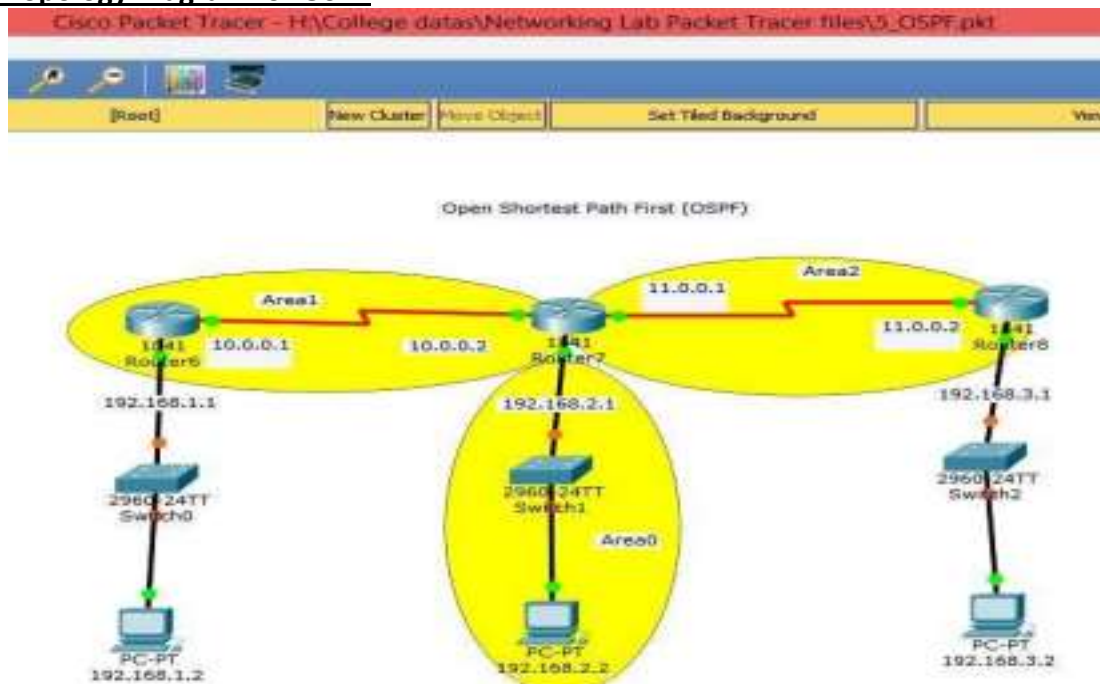 Cisco Packet Tracer - H:\College datas\Networking Lab Packet Tracer files\5_OSPF.pkt
[Root] New Cluster Move Object Set Tiled Background
Open Shortest Path First (OSPF)
Area1
Area2
11.0.0.1
10.0.0.1
10.0.0.2
11.0.0.2
1841
Router6
1841
Router7
1841
Router8
192.168.1.1
192.168.2.1
192.168.3.1
2960-24TT
Switch0
2960-24TT
Switch1
2960-24TT
Switch2
Area0
PC-PT
192.168.1.2
PC-PT
192.168.2.2
PC-PT
192.168.3.2